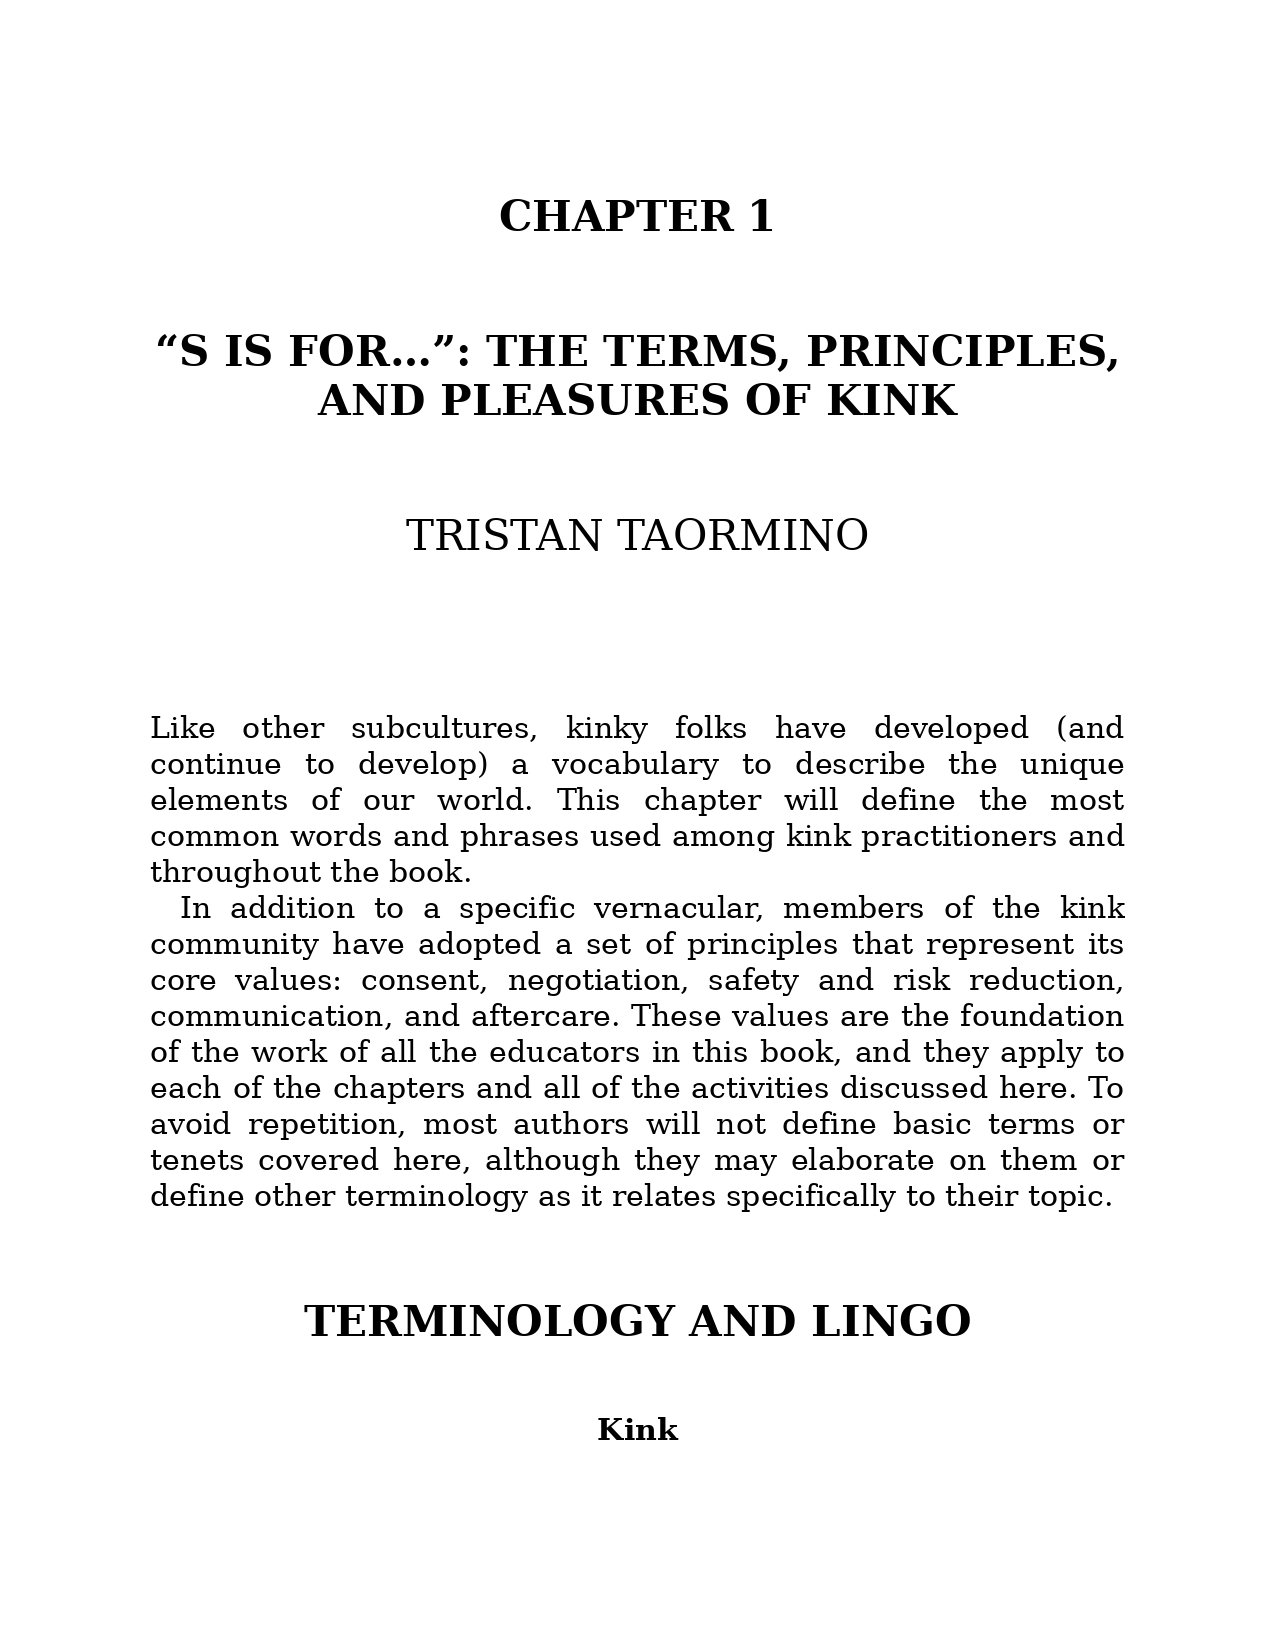 CHAPTER 1
“S IS FOR…”: THE TERMS, PRINCIPLES,
AND PLEASURES OF KINK
TRISTAN TAORMINO
Like other subcultures, kinky folks have developed (and
continue to develop) a vocabulary to describe the unique
elements of our world. This chapter will define the most
common words and phrases used among kink practitioners and
throughout the book.
In addition to a specific vernacular, members of the kink
community have adopted a set of principles that represent its
core values: consent, negotiation, safety and risk reduction,
communication, and aftercare. These values are the foundation
of the work of all the educators in this book, and they apply to
each of the chapters and all of the activities discussed here. To
avoid repetition, most authors will not define basic terms or
tenets covered here, although they may elaborate on them or
define other terminology as it relates specifically to their topic.
TERMINOLOGY AND LINGO
Kink